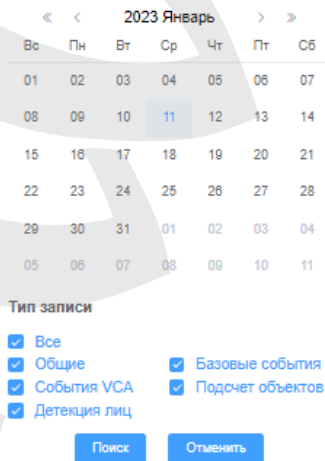 « < 2023 Январь > »
Вс Пн Вт Ср Чт Пт Сб
01 02 03 04 05 06 07
08 09 10 11 12 13 14
15 16 17 18 19 20 21
22 23 24 25 26 27 28
29 30 31 01 02 03 04
05 06 07 08 09 10 11
Тип записи
Все
Общие Базовые события
События VCA Подсчет объектов
Детекция лиц
Поиск Отменить